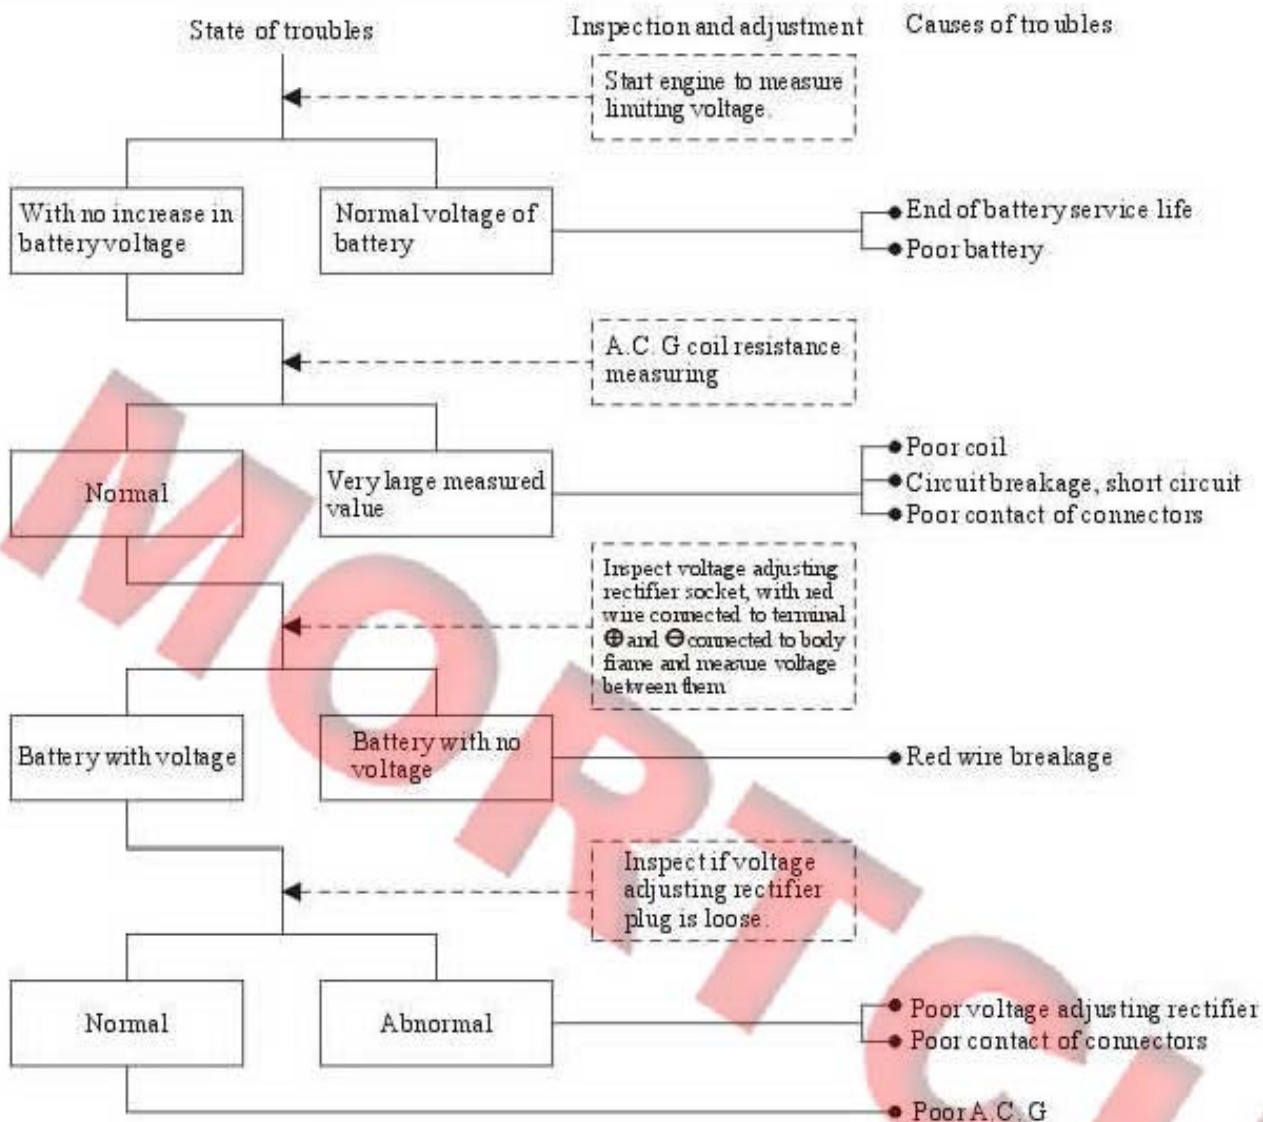 State of troubles
Inspection and adjustment
Causes of troubles
Start engine to measure
limiting voltage.
With no increase in
battery voltage
Normal voltage of
battery
End of battery service life
Poor battery
A.C. G coil resistance
measuring
Normal
Very large measured
value
Poor coil
Circuit breakage, short circuit
Poor contact of connectors
Inspect voltage adjusting
rectifier socket, with red
wire connected to terminal
⊕ and ⊖ connected to body
frame and measure voltage
between them
Battery with voltage
Battery with no
voltage
Red wire breakage
Inspect if voltage
adjusting rectifier
plug is loose.
Normal
Abnormal
Poor voltage adjusting rectifier
Poor contact of connectors
Poor A.C. G
MORTC